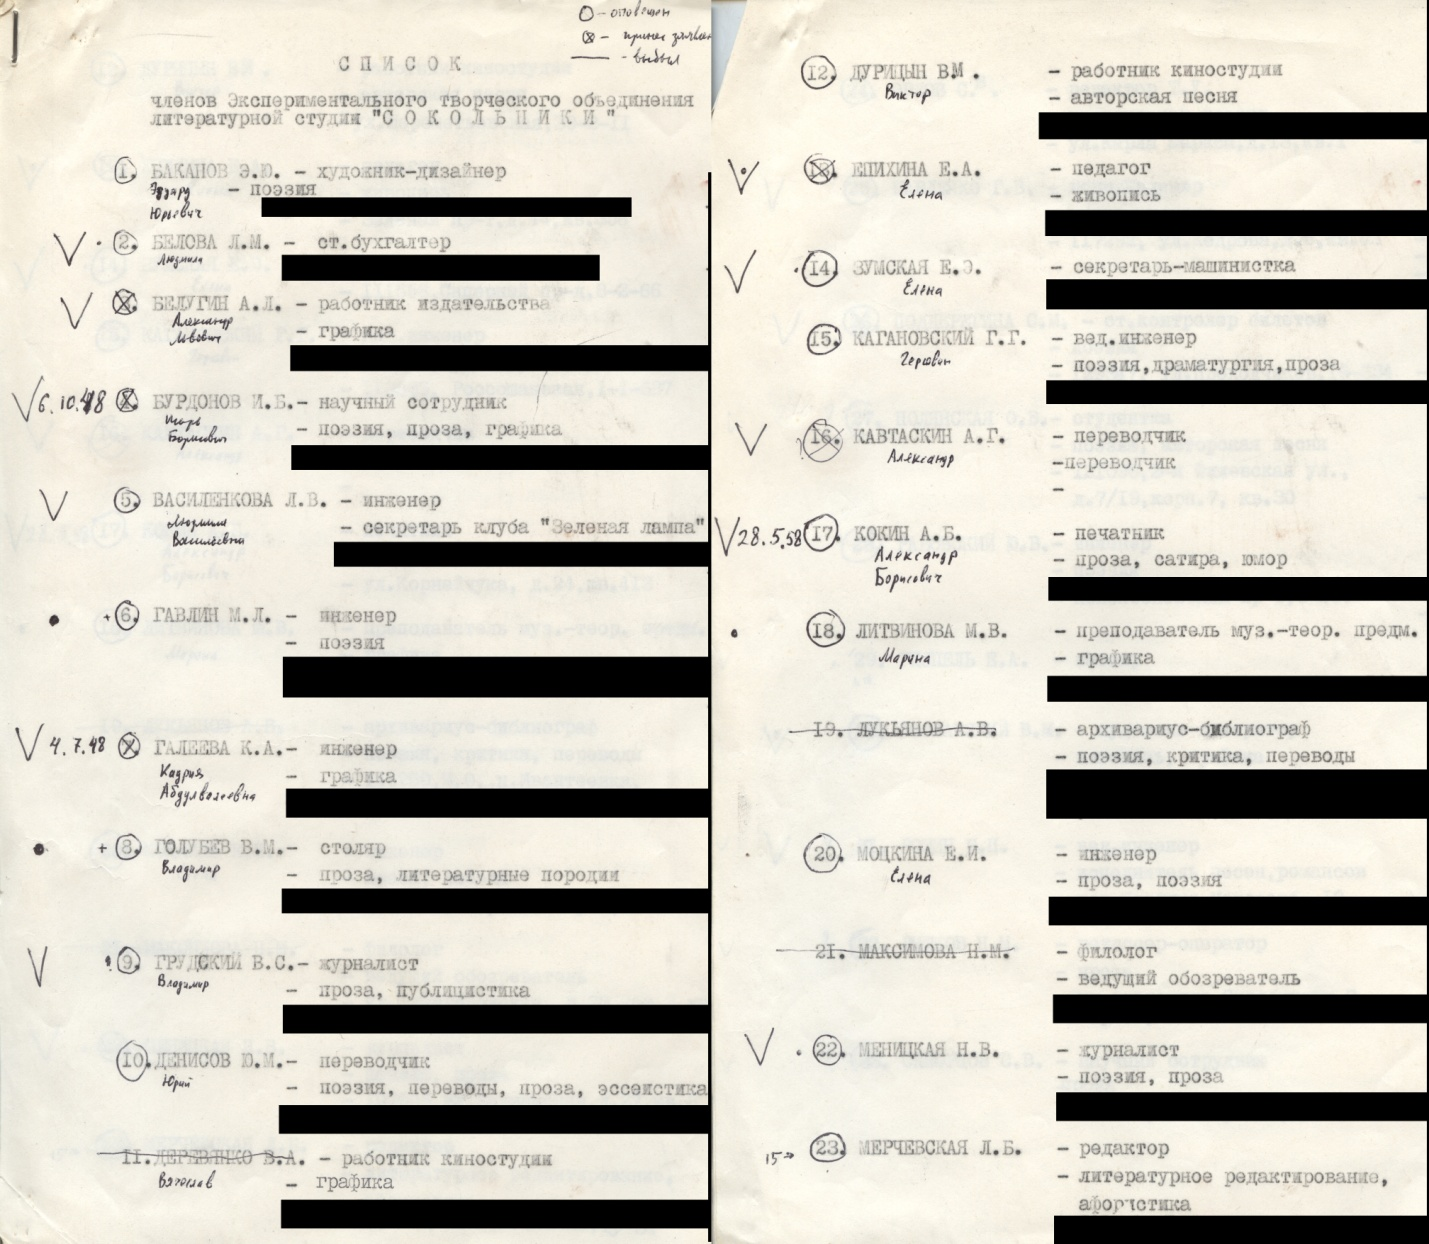 О - оповещен
⊗ - принес заявлен
—— - выбыл
СПИСОК
членов Экспериментального творческого объединения
литературной студии "СОКОЛЬНИКИ"
1. БАКАНОВ Э.Ю. - художник-дизайнер
Эдуард - поэзия
Юрьевич
2. БЕЛОВА Л.М. - ст.бухгалтер
Людмила
3. БЕЛУГИН А.Л. - работник издательства
Александр - графика
Львович
6.10.48 4. БУРДОНОВ И.Б. - научный сотрудник
Игорь - поэзия, проза, графика
Борисович
5. ВАСИЛЕНКОВА Л.В. - инженер
Людмила - секретарь клуба "Зеленая лампа"
Васильевна
+ 6. ГАВЛИН М.Л. - инженер
- поэзия
4.7.48 7. ГАЛЕЕВА К.А. - инженер
Кадрия - графика
Абдулвалеевна
+ 8. ГОЛУБЕВ В.М. - столяр
Владимир - проза, литературные породии
9. ГРУДСКИЙ В.С. - журналист
Владимир - проза, публицистика
10. ДЕНИСОВ Ю.М. - переводчик
Юрий - поэзия, переводы, проза, эссеистика
11. ДЕРЕВЯНКО В.А. - работник киностудии
Вячеслав - графика
12. ДУРИЦЫН В.М. - работник киностудии
Виктор - авторская песня
13. ЕПИХИНА Е.А. - педагог
Елена - живопись
14. ЗУМСКАЯ Е.Э. - секретарь-машинистка
Елена
15. КАГАНОВСКИЙ Г.Г. - вед.инженер
- поэзия,драматургия,проза
16. КАВТАСКИН А.Г. - переводчик
Александр -переводчик
-
28.5.58 17. КОКИН А.Б. - печатник
Александр - проза, сатира, юмор
Борисович
18. ЛИТВИНОВА М.В. - преподаватель муз.-теор. предм.
Марина - графика
19. ЛУКЬЯНОВ А.В. - архивариус-библиограф
- поэзия, критика, переводы
20. МОЦКИНА Е.И. - инженер
Елена - проза, поэзия
21. МАКСИМОВА Н.М. - филолог
- ведущий обозреватель
22. МЕНИЦКАЯ Н.В. - журналист
- поэзия, проза
23. МЕРЧЕВСКАЯ Л.Б. - редактор
- литературное редактирование,
афористика